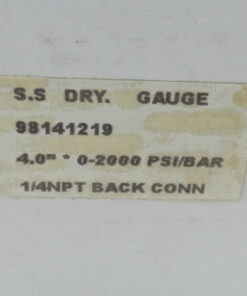 S.S DRY. GAUGE
98141219
4.0" * 0-2000 PSI/BAR
1/4NPT BACK CONN